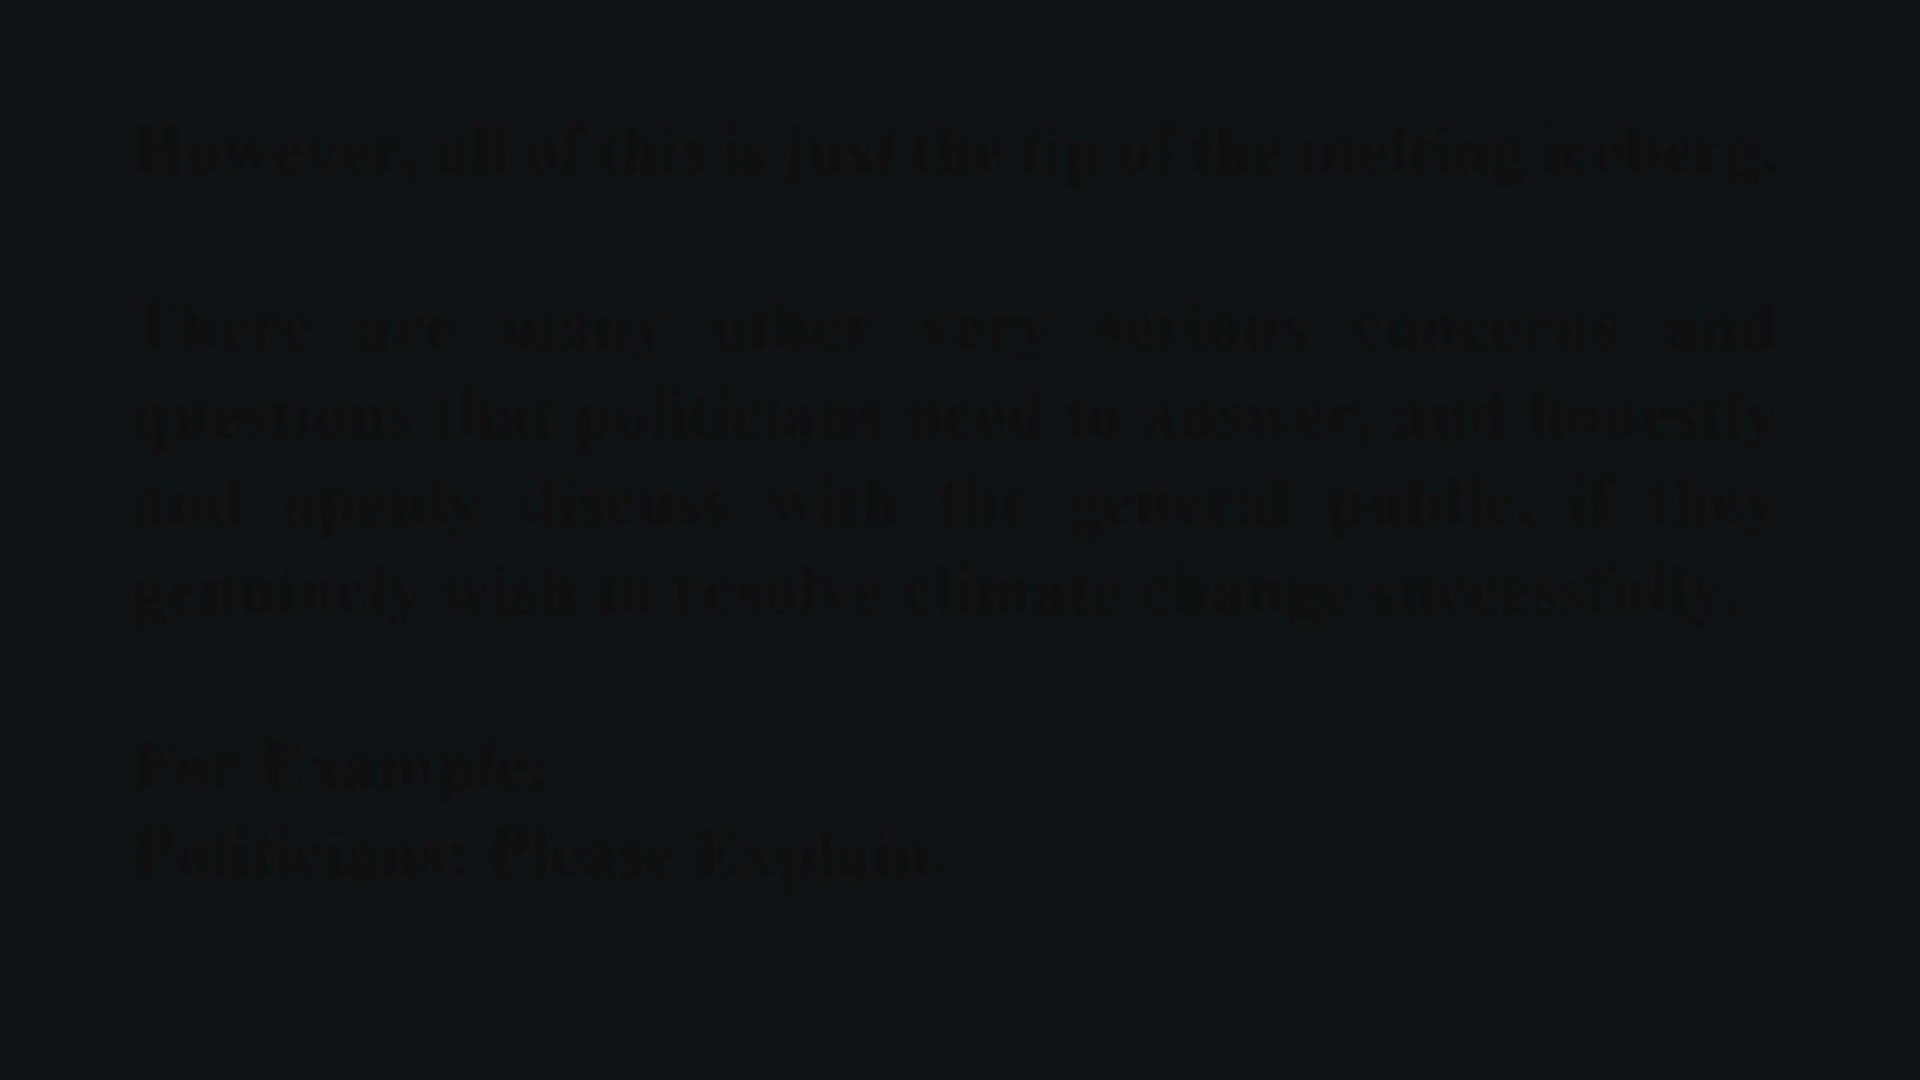 However, all of this is just the tip of the melting iceberg.
There are many other very serious concerns and
questions that politicians need to answer, and honestly
and openly discuss with the general public, if they
genuinely wish to resolve climate change successfully.
For Example:
Politicians: Please Explain.